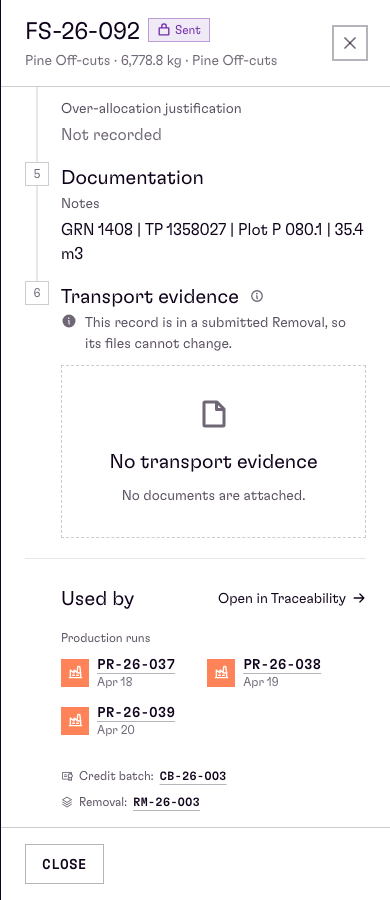 FS-26-092 Sent
Pine Off-cuts · 6,778.8 kg · Pine Off-cuts
Over-allocation justification
Not recorded
5 Documentation
Notes
GRN 1408 | TP 1358027 | Plot P 080.1 | 35.4
m3
6 Transport evidence
This record is in a submitted Removal, so
its files cannot change.
No transport evidence
No documents are attached.
Used by Open in Traceability →
Production runs
PR-26-037 PR-26-038
Apr 18 Apr 19
PR-26-039
Apr 20
Credit batch: CB-26-003
Removal: RM-26-003
CLOSE